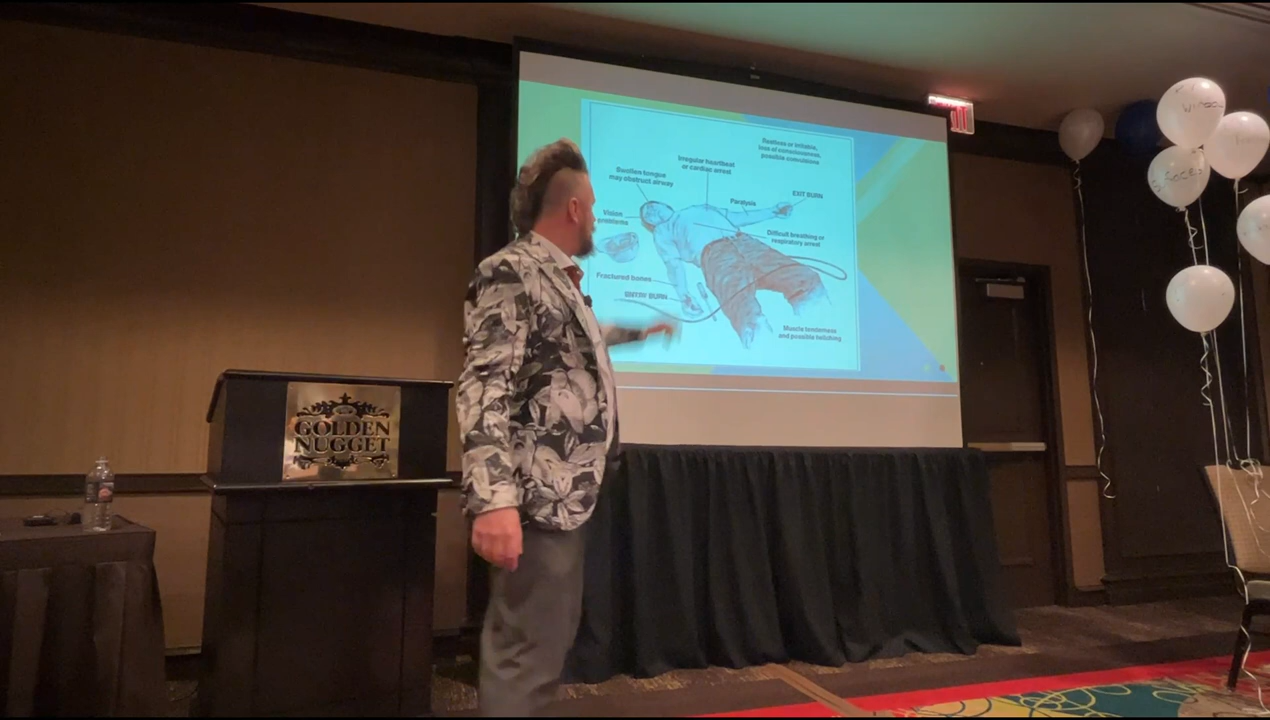 Restless or irritable,
loss of consciousness,
possible convulsions
Irregular heartbeat
or cardiac arrest
Swollen tongue
may obstruct airway
EXIT BURN
Paralysis
Vision
problems
Difficult breathing or
respiratory arrest
Fractured bones
ENTRY BURN
Muscle tenderness
and possible twitching
GOLDEN
NUGGET